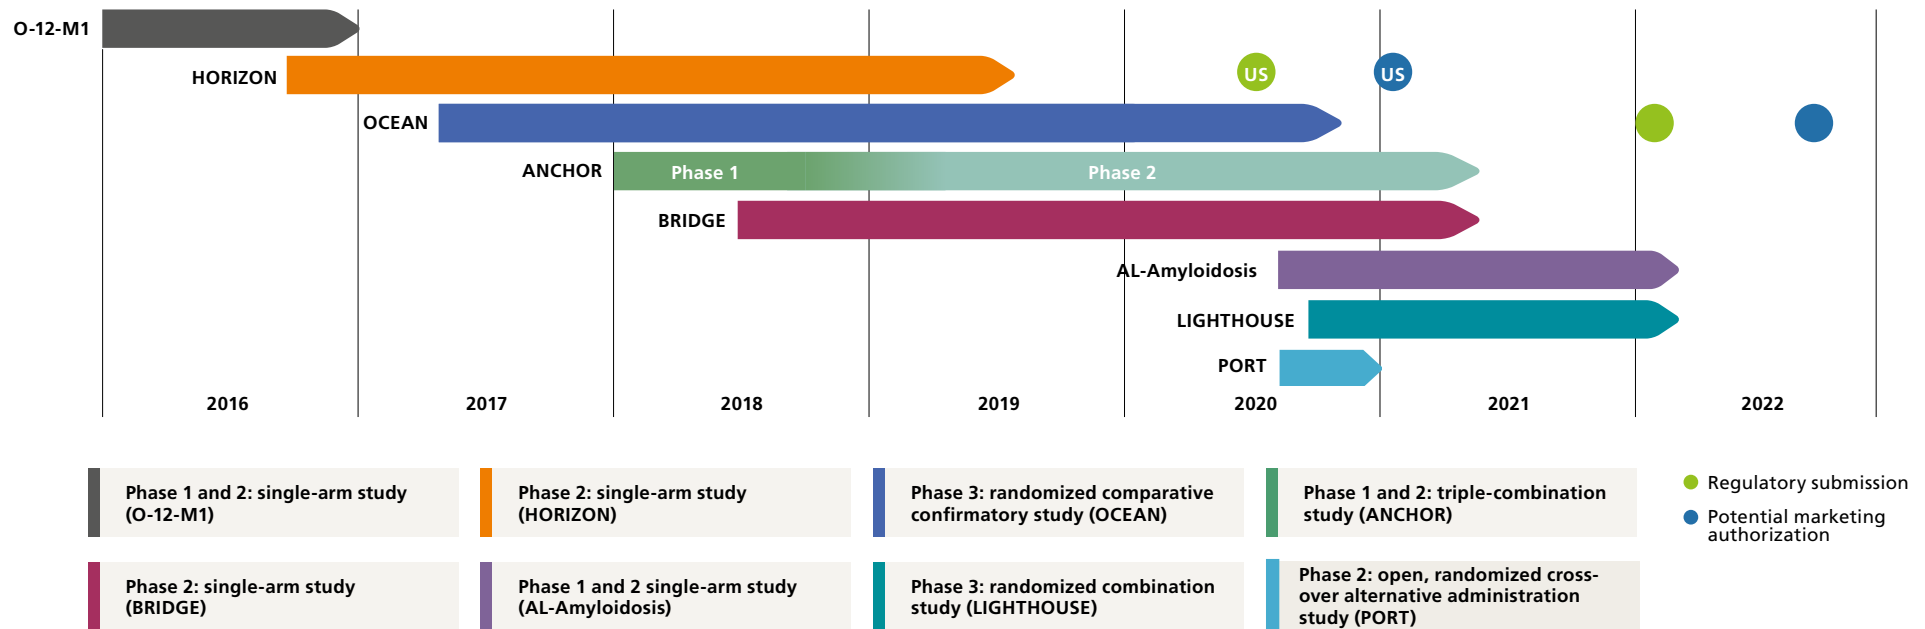 O-12-M1
HORIZON
US
US
OCEAN
ANCHOR
Phase 1
Phase 2
BRIDGE
AL-Amyloidosis
LIGHTHOUSE
PORT
2016
2017
2018
2019
2020
2021
2022
Phase 1 and 2: single-arm study
(O-12-M1)
Phase 2: single-arm study
(HORIZON)
Phase 3: randomized comparative
confirmatory study (OCEAN)
Phase 1 and 2: triple-combination
study (ANCHOR)
Regulatory submission
Potential marketing
authorization
Phase 2: single-arm study
(BRIDGE)
Phase 1 and 2 single-arm study
(AL-Amyloidosis)
Phase 3: randomized combination
study (LIGHTHOUSE)
Phase 2: open, randomized cross-
over alternative administration
study (PORT)